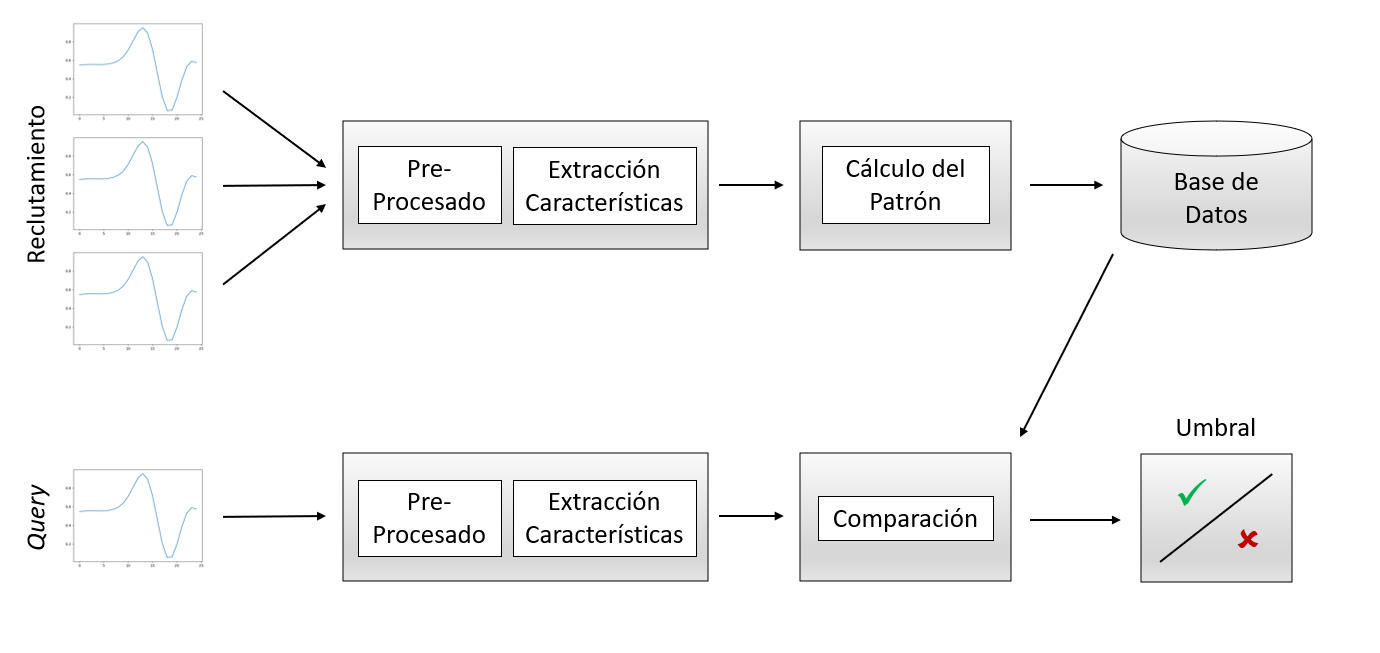 Reclutamiento
Pre-
Procesado
Extracción
Características
Cálculo del
Patrón
Base de
Datos
Query
Pre-
Procesado
Extracción
Características
Comparación
Umbral